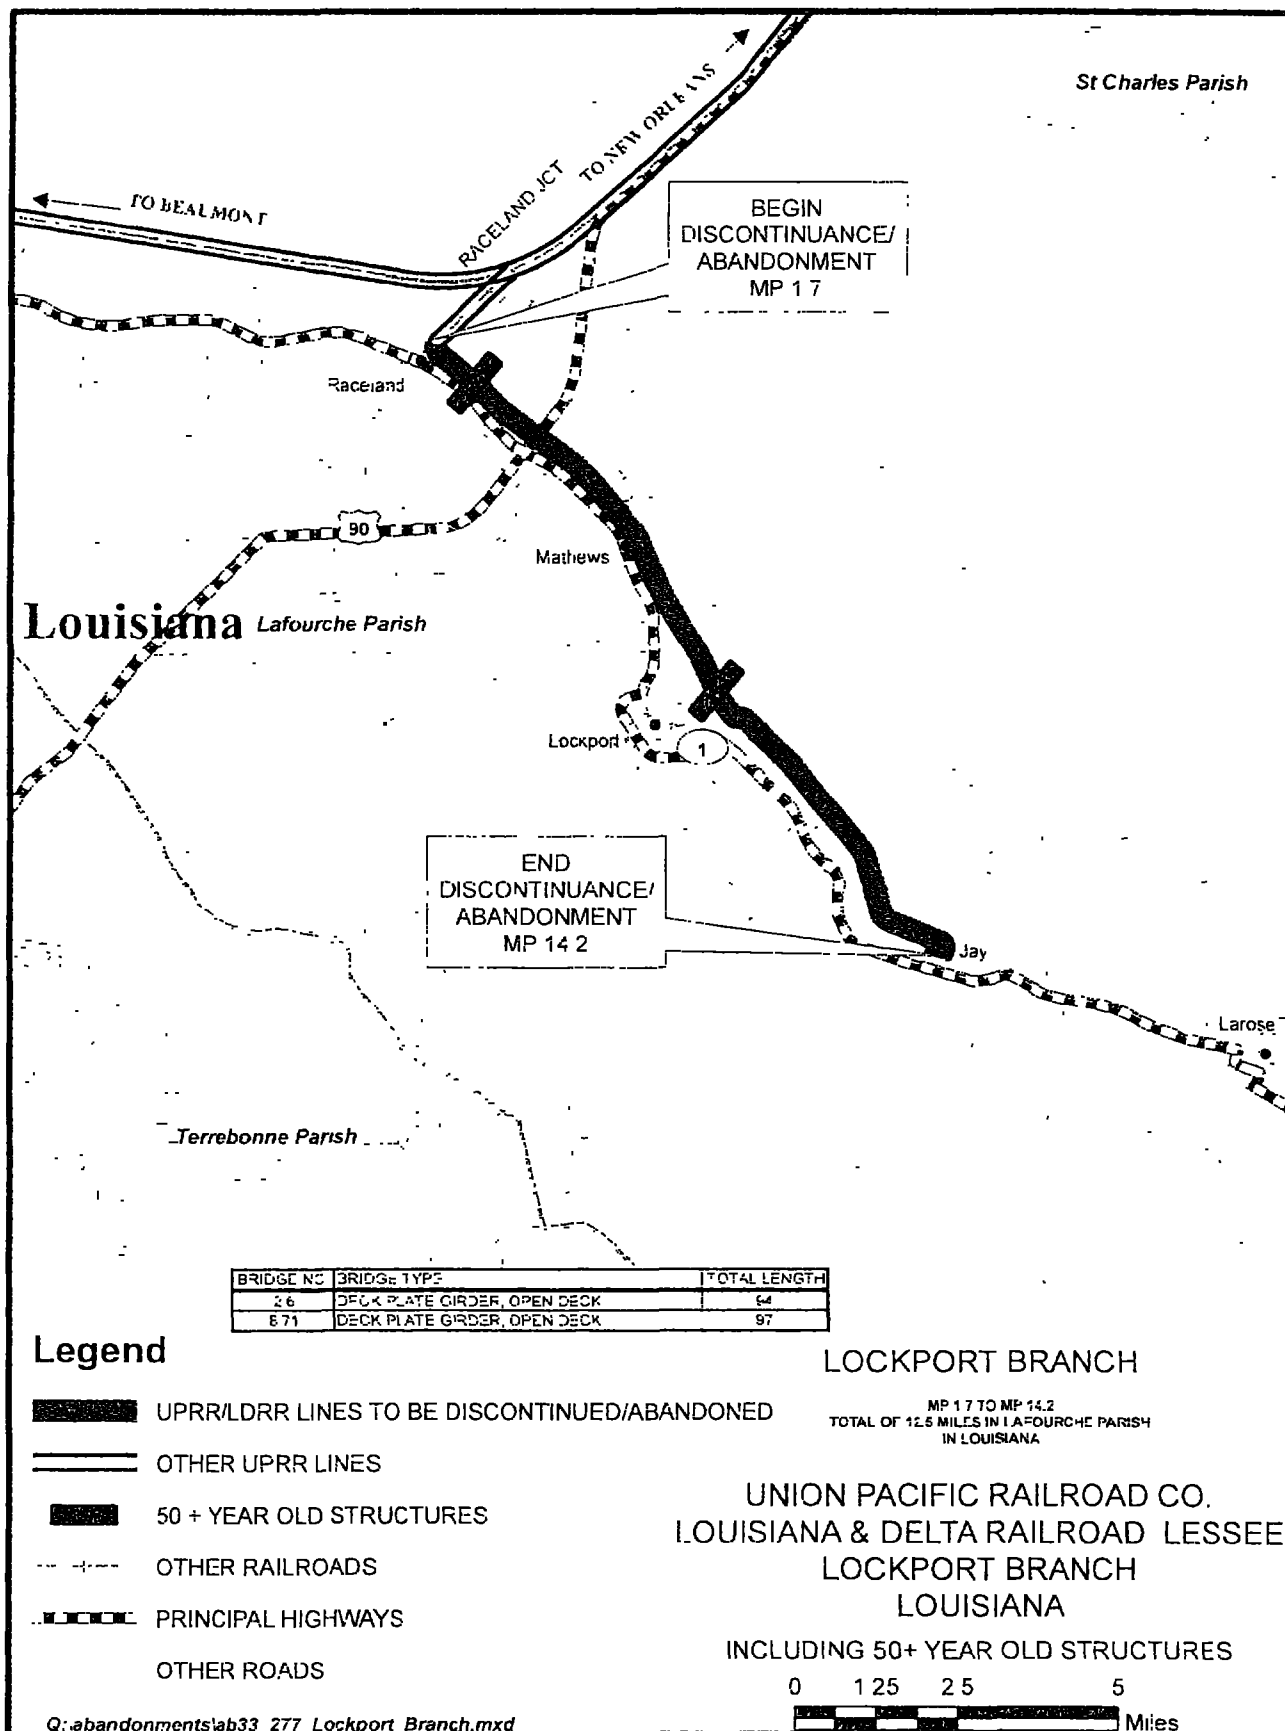 St Charles Parish
TO NEW ORLEANS
RACELAND JCT
TO BEAUMONT
BEGIN
DISCONTINUANCE/
ABANDONMENT
MP 1 7
Raceland
90
Mathews
Louisiana
Lafourche Parish
Lockport
1
END
DISCONTINUANCE/
ABANDONMENT
MP 14 2
Jay
Larose
Terrebonne Parish
BRIDGE NO BRIDGE TYPE TOTAL LENGTH
2 6 DECK PLATE GIRDER, OPEN DECK 94
8 71 DECK PLATE GIRDER, OPEN DECK 97
Legend
UPRR/LDRR LINES TO BE DISCONTINUED/ABANDONED
OTHER UPRR LINES
50 + YEAR OLD STRUCTURES
OTHER RAILROADS
PRINCIPAL HIGHWAYS
OTHER ROADS
Q:\abandonments\ab33_277_Lockport_Branch.mxd
LOCKPORT BRANCH
MP 1 7 TO MP 14.2
TOTAL OF 12.5 MILES IN LAFOURCHE PARISH
IN LOUISIANA
UNION PACIFIC RAILROAD CO.
LOUISIANA & DELTA RAILROAD LESSEE
LOCKPORT BRANCH
LOUISIANA
INCLUDING 50+ YEAR OLD STRUCTURES
0 1 25 2 5 5
Miles